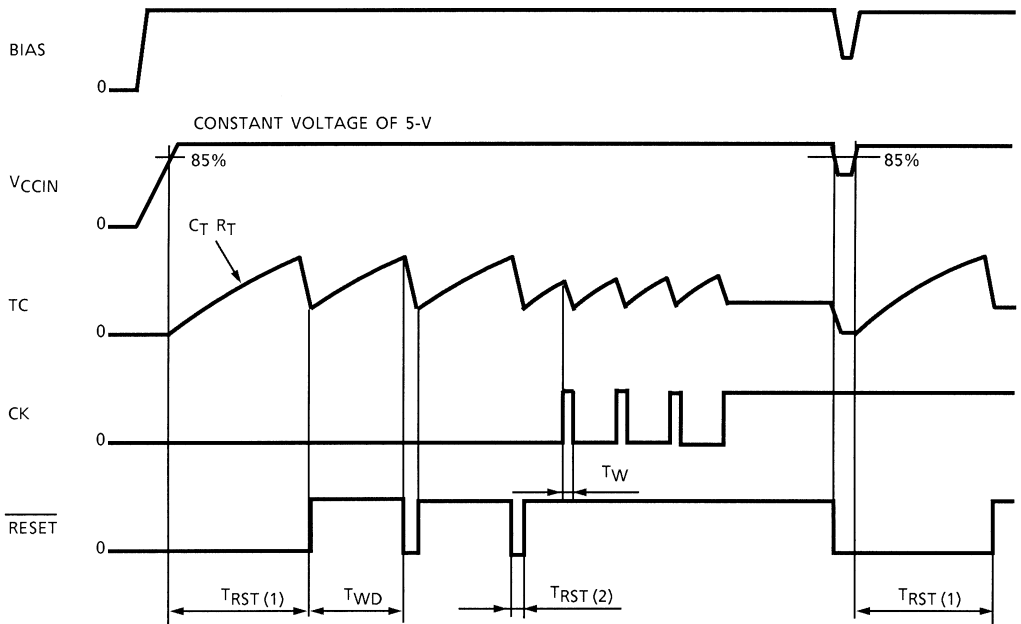 BIAS
0
CONSTANT VOLTAGE OF 5-V
85%
85%
VCCIN
0
CT RT
TC
0
CK
0
TW
RESET
0
TRST (1)
TWD
TRST (2)
TRST (1)